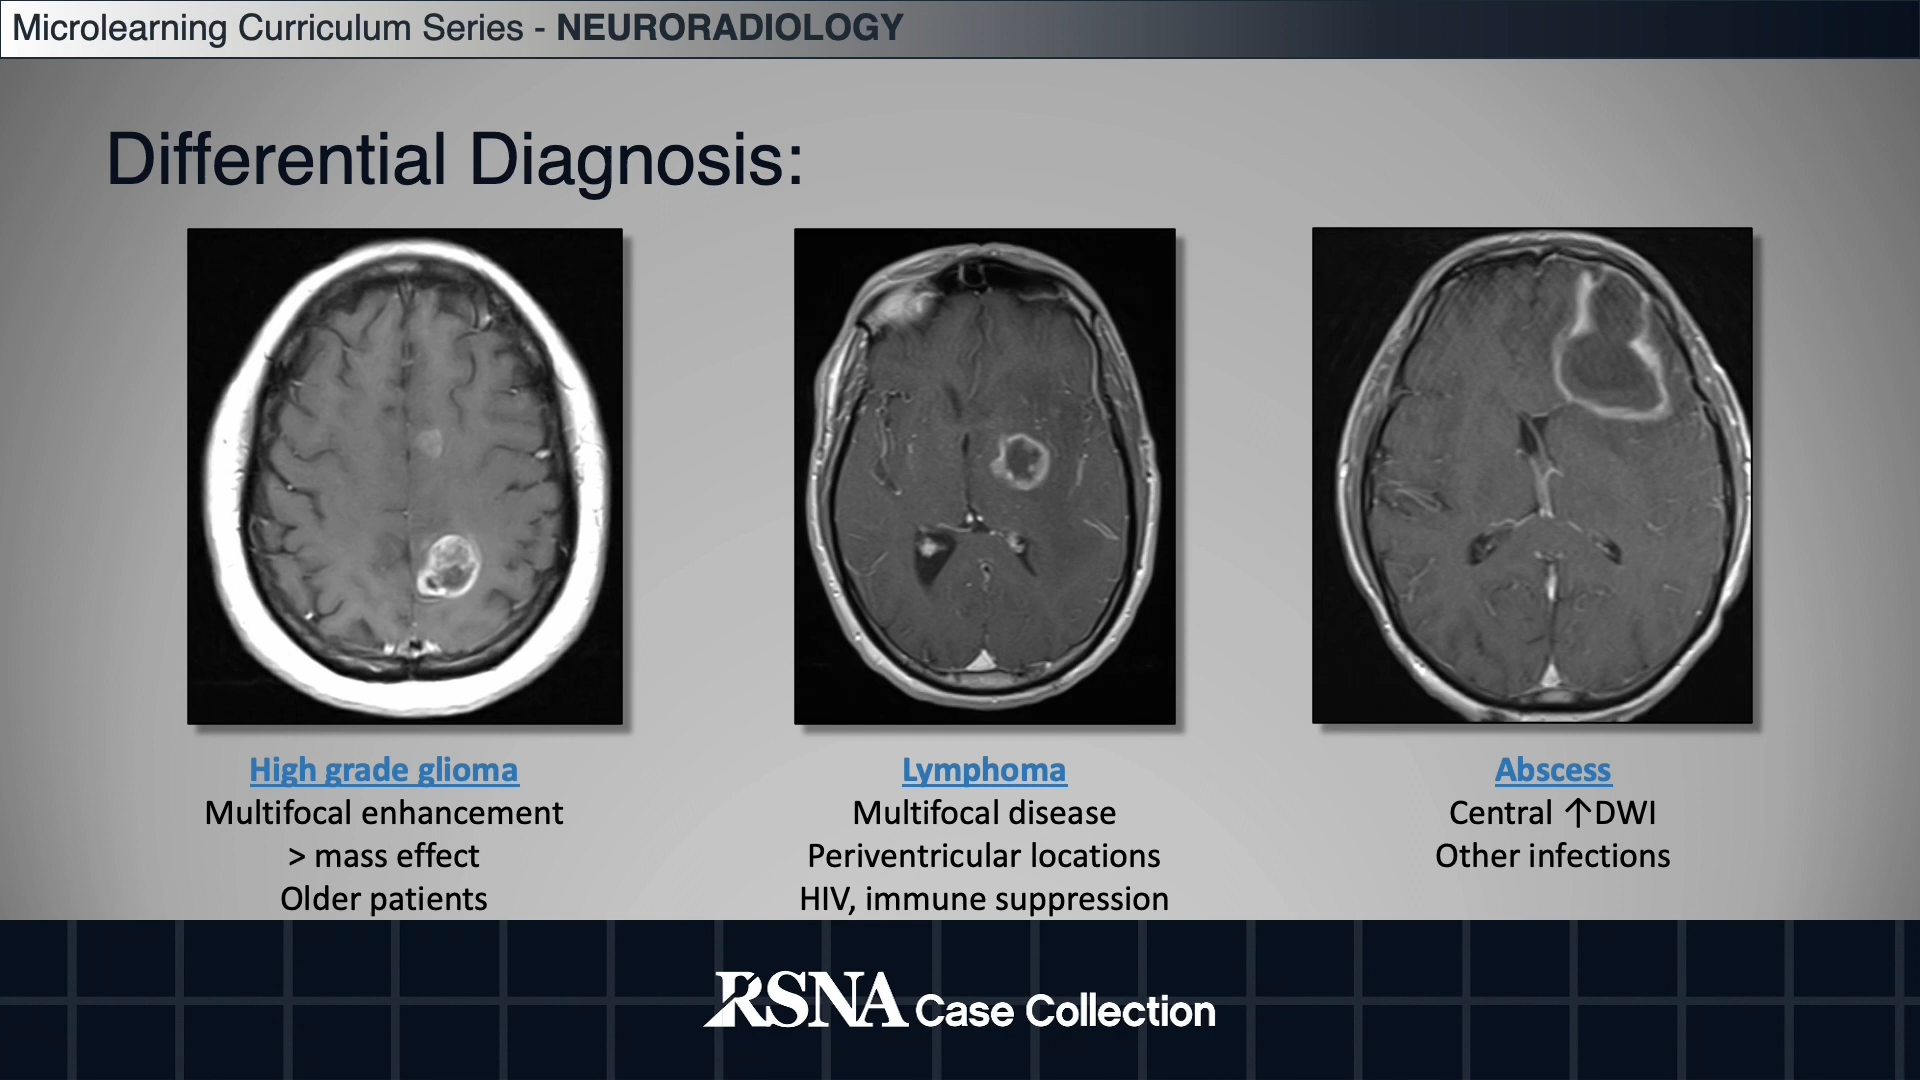 Microlearning Curriculum Series - NEURORADIOLOGY
Differential Diagnosis:
High grade glioma
Multifocal enhancement
> mass effect
Older patients
Lymphoma
Multifocal disease
Periventricular locations
HIV, immune suppression
Abscess
Central ↑DWI
Other infections
RSNA Case Collection